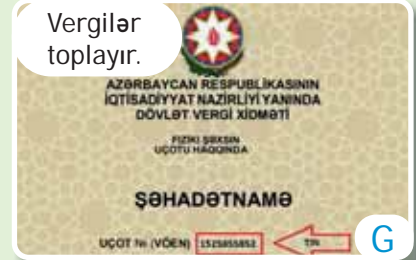 Vergilər
toplayır.
AZƏRBAYCAN RESPUBLİKASININ
İQTİSADİYYAT NAZİRLİYİ YANINDA
DÖVLƏT VERGİ XİDMƏTİ
FİZİKİ ŞƏXSİN
UÇOTU HAQQINDA
ŞƏHADƏTNAMƏ
UÇOT № (VÖEN) 1525855852 TIN
G